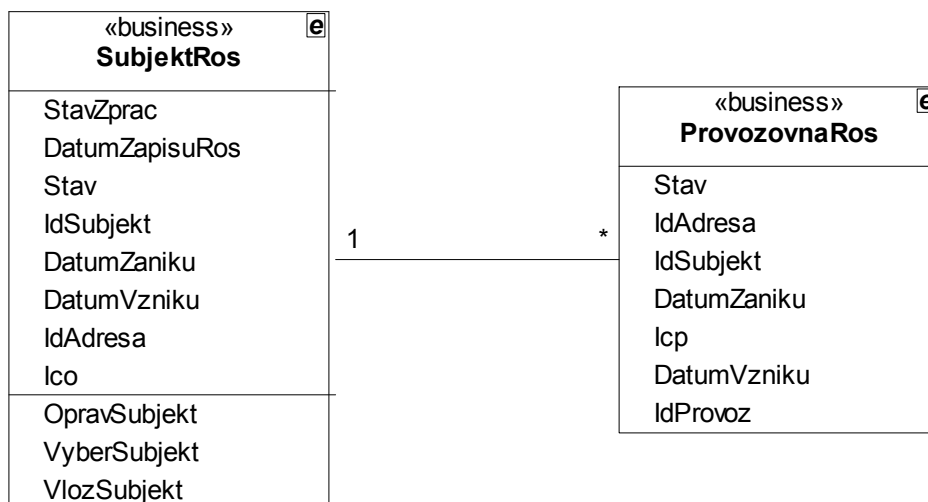 «business» e
SubjektRos
StavZprac
DatumZapisuRos
Stav
IdSubjekt
DatumZaniku
DatumVzniku
IdAdresa
Ico
OpravSubjekt
VyberSubjekt
VlozSubjekt
1
*
«business» e
ProvozovnaRos
Stav
IdAdresa
IdSubjekt
DatumZaniku
Icp
DatumVzniku
IdProvoz